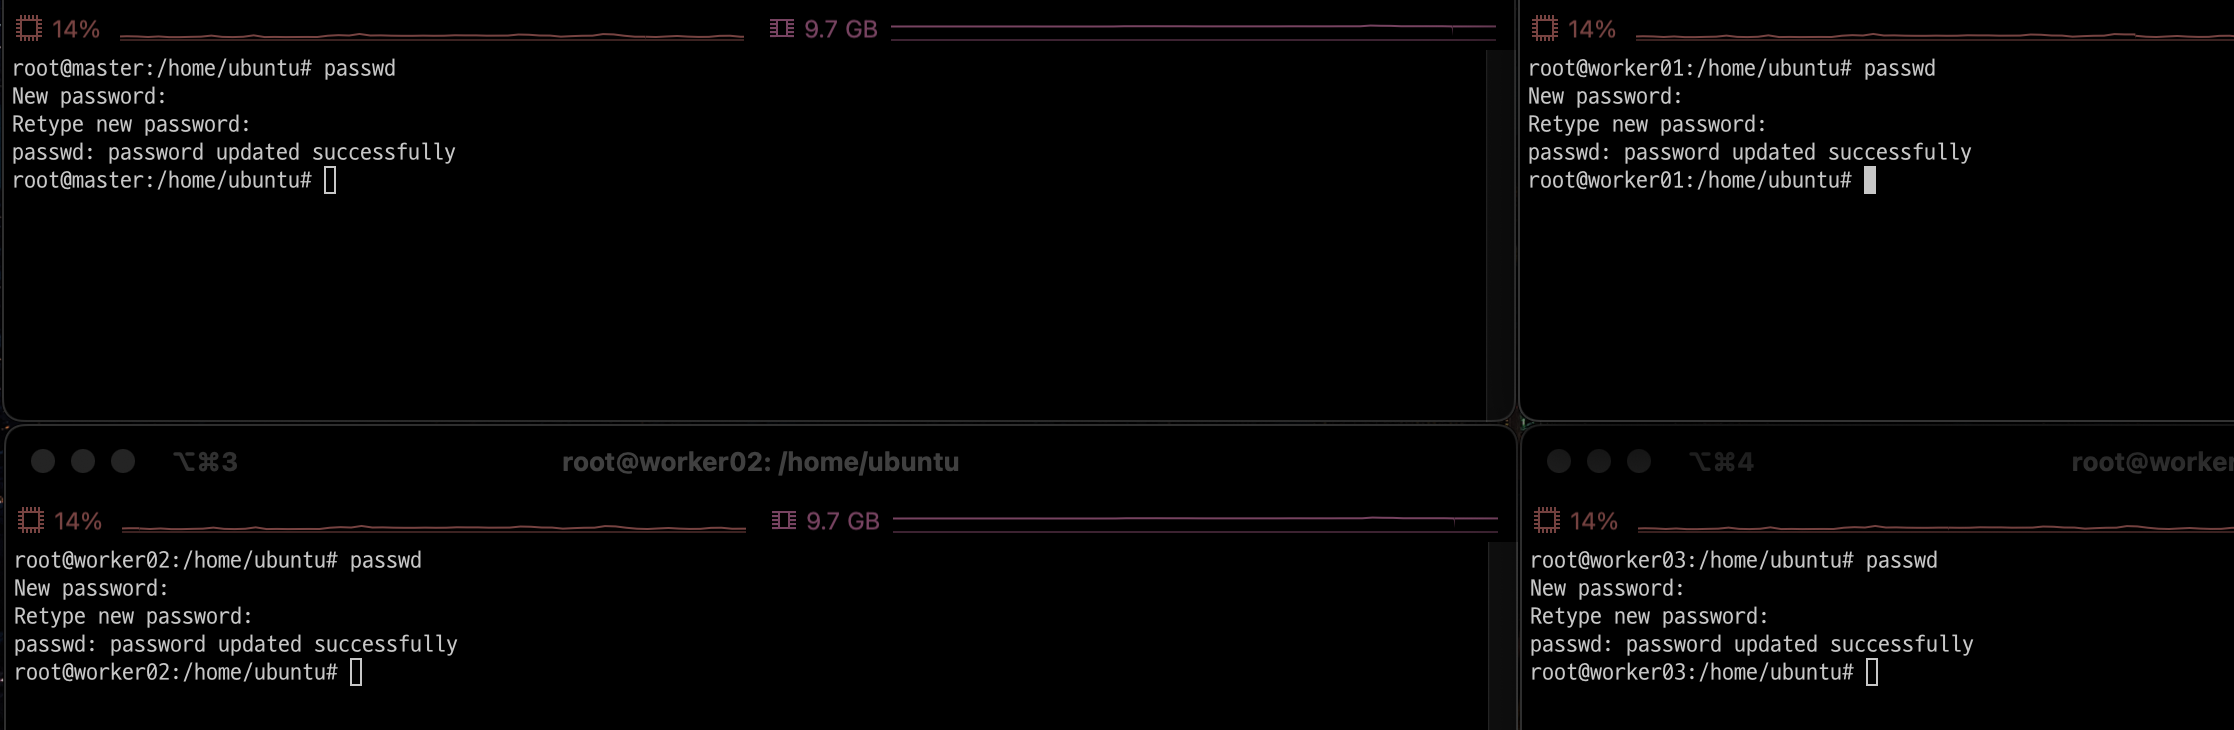 14% 9.7 GB
root@master:/home/ubuntu# passwd
New password:
Retype new password:
passwd: password updated successfully
root@master:/home/ubuntu#
14%
root@worker01:/home/ubuntu# passwd
New password:
Retype new password:
passwd: password updated successfully
root@worker01:/home/ubuntu#
⌥⌘3 root@worker02: /home/ubuntu
14% 9.7 GB
root@worker02:/home/ubuntu# passwd
New password:
Retype new password:
passwd: password updated successfully
root@worker02:/home/ubuntu#
⌥⌘4 root@worker
14%
root@worker03:/home/ubuntu# passwd
New password:
Retype new password:
passwd: password updated successfully
root@worker03:/home/ubuntu#